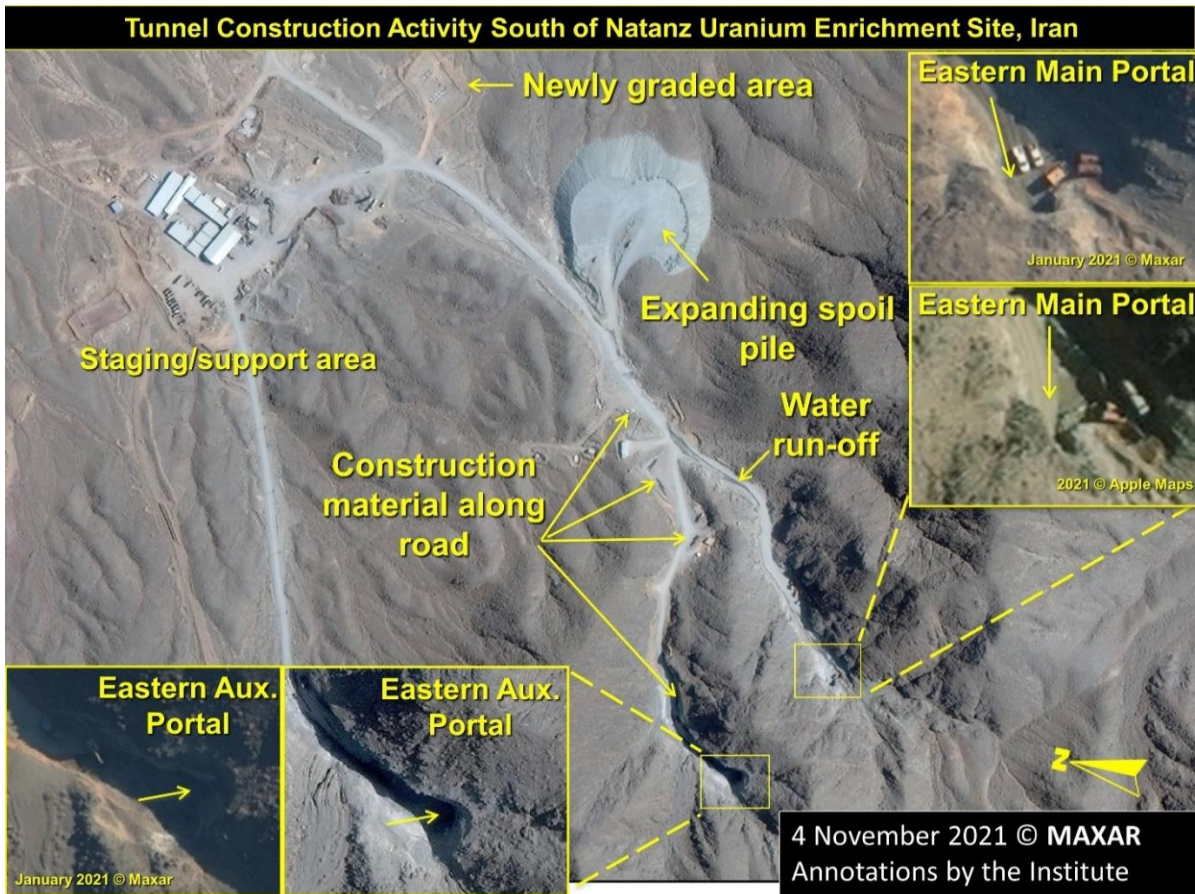 Tunnel Construction Activity South of Natanz Uranium Enrichment Site, Iran
Newly graded area
Eastern Main Portal
January 2021 © Maxar
Eastern Main Portal
2021 © Apple Maps
Expanding spoil
pile
Staging/support area
Water
run-off
Construction
material along
road
Eastern Aux.
Portal
January 2021 © Maxar
Eastern Aux.
Portal
N
4 November 2021 © MAXAR
Annotations by the Institute